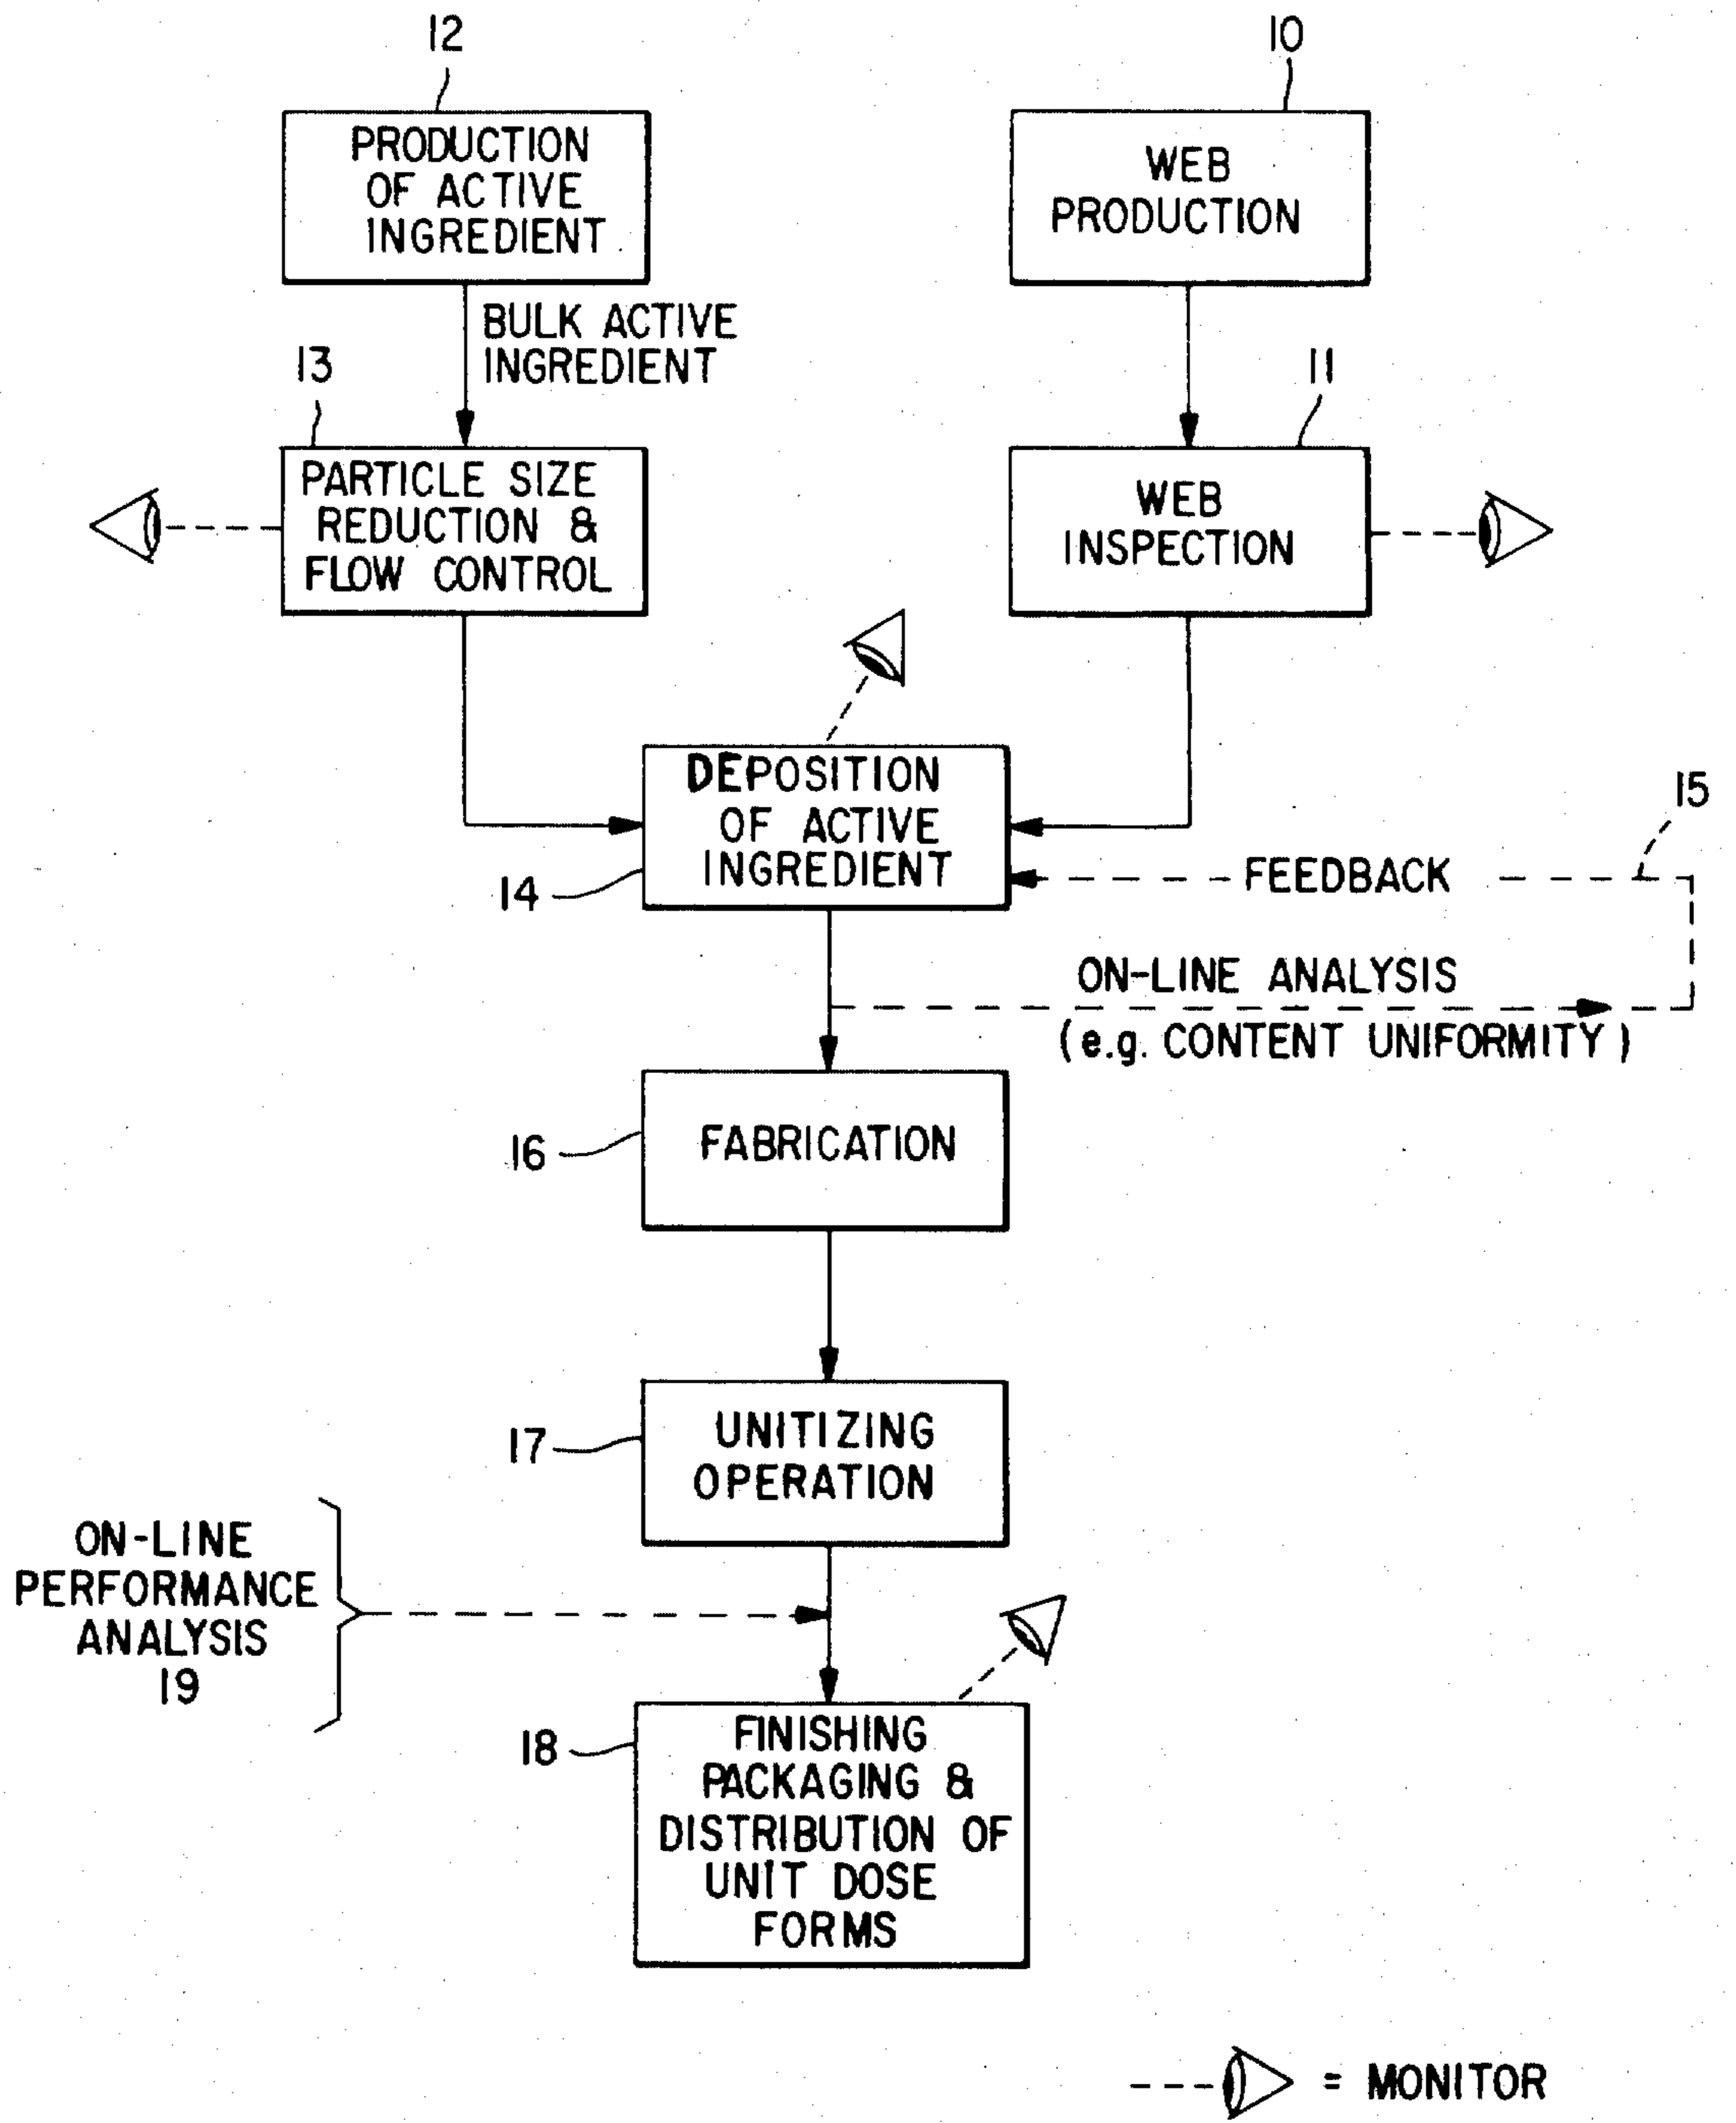 12
10
PRODUCTION
OF ACTIVE
INGREDIENT
WEB
PRODUCTION
BULK ACTIVE
INGREDIENT
13
11
PARTICLE SIZE
REDUCTION &
FLOW CONTROL
WEB
INSPECTION
DEPOSITION
OF ACTIVE
INGREDIENT
14
15
FEEDBACK
ON-LINE ANALYSIS
(e.g. CONTENT UNIFORMITY)
16
FABRICATION
17
UNITIZING
OPERATION
ON-LINE
PERFORMANCE
ANALYSIS
19
18
FINISHING
PACKAGING &
DISTRIBUTION OF
UNIT DOSE
FORMS
= MONITOR